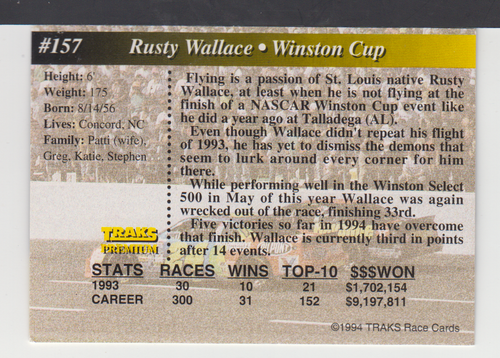 #157 Rusty Wallace • Winston Cup
Height: 6'
Weight: 175
Born: 8/14/56
Lives: Concord, NC
Family: Patti (wife),
Greg, Katie, Stephen
Flying is a passion of St. Louis native Rusty
Wallace, at least when he is not flying at the
finish of a NASCAR Winston Cup event like
he did a year ago at Talladega (AL).
Even though Wallace didn't repeat his flight
of 1993, he has yet to dismiss the demons that
seem to lurk around every corner for him
there.
While performing well in the Winston Select
500 in May of this year Wallace was again
wrecked out of the race, finishing 33rd.
Five victories so far in 1994 have overcome
that finish. Wallace is currently third in points
after 14 events.
TRAKS
PREMIUM
STATS RACES WINS TOP-10 $$$WON
1993 30 10 21 $1,702,154
CAREER 300 31 152 $9,197,811
©1994 TRAKS Race Cards